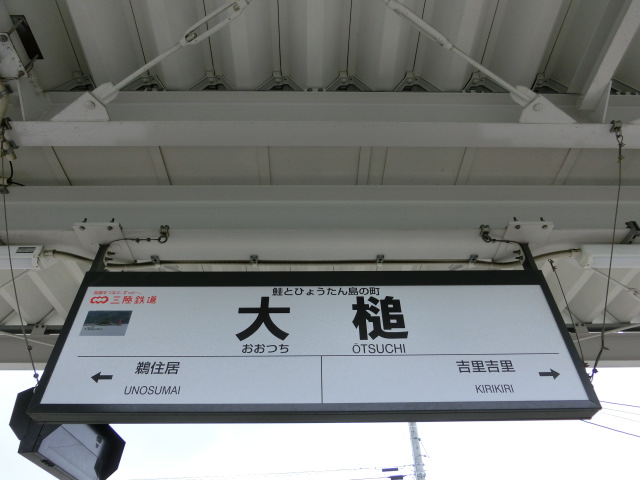 鮭とひょうたん島の町
三陸鉄道
大槌
おおつち ŌTSUCHI
鵜住居 吉里吉里
UNOSUMAI KIRIKIRI